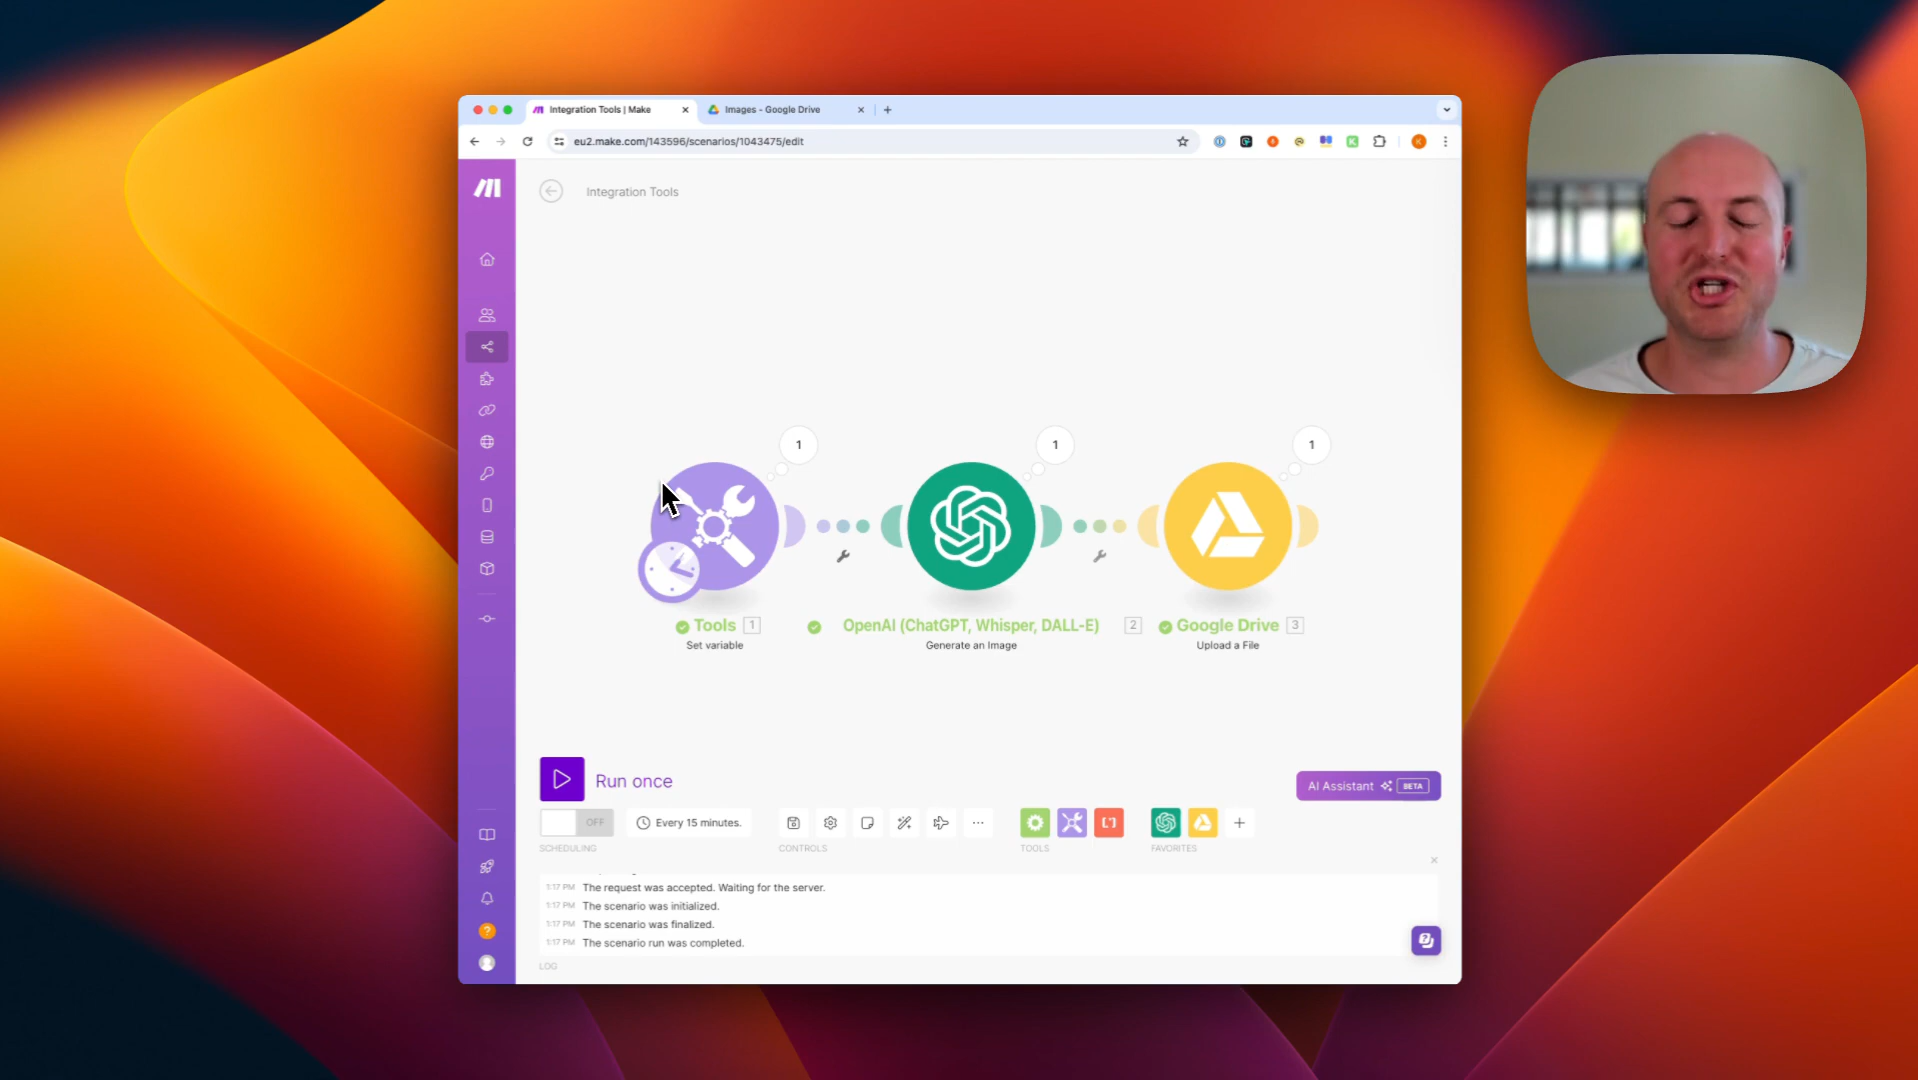 Integration Tools | Make
Images - Google Drive
eu2.make.com/143596/scenarios/1043475/edit
Integration Tools
1
1
1
Tools 1
OpenAI (ChatGPT, Whisper, DALL-E) 2
Google Drive 3
Set variable
Generate an Image
Upload a File
Run once
AI Assistant BETA
OFF
Every 15 minutes.
SCHEDULING
CONTROLS
TOOLS
FAVORITES
1:17 PM The request was accepted. Waiting for the server.
1:17 PM The scenario was initialized.
1:17 PM The scenario was finalized.
1:17 PM The scenario run was completed.
LOG